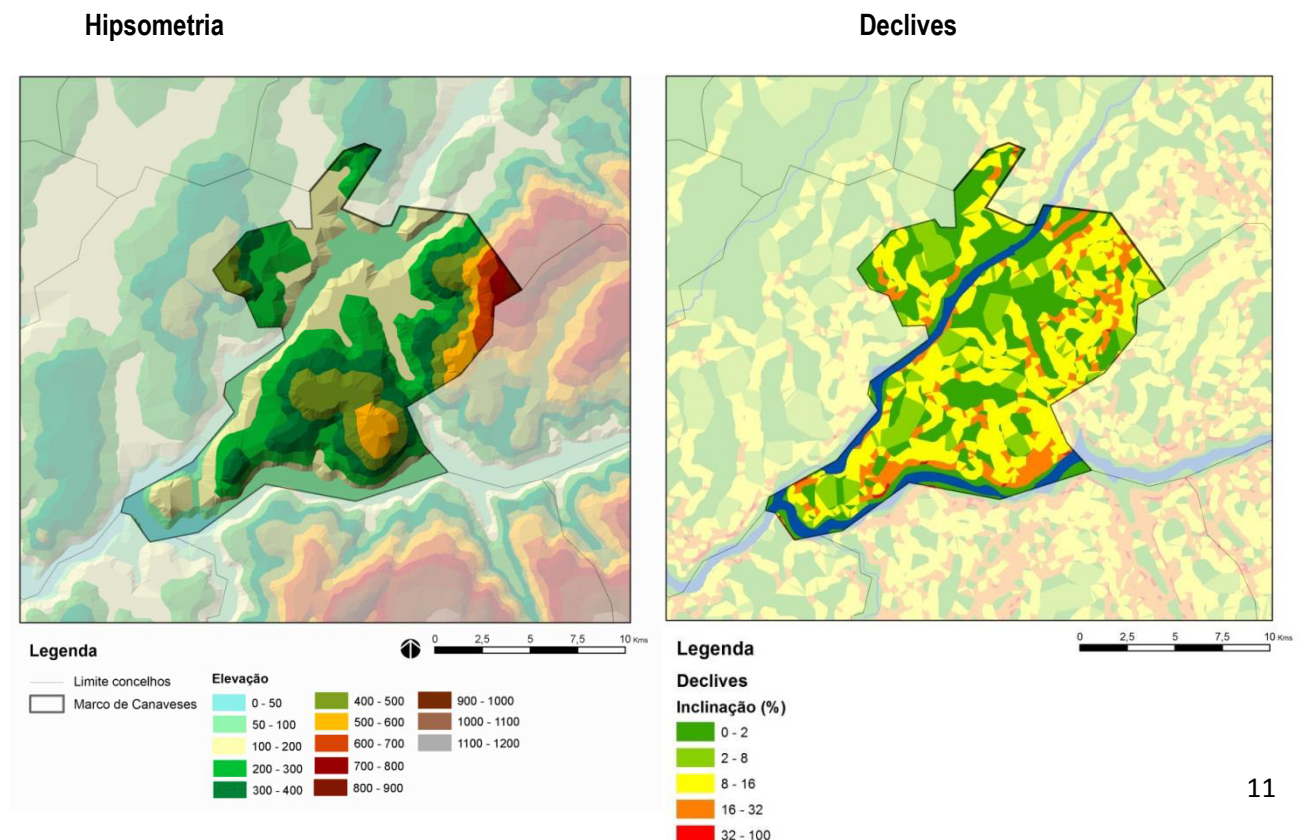 Hipsometria
Declives
Legenda
Limite concelhos
Marco de Canaveses
0 2,5 5 7,5 10 Kms
Elevação
0 - 50
50 - 100
100 - 200
200 - 300
300 - 400
400 - 500
500 - 600
600 - 700
700 - 800
800 - 900
900 - 1000
1000 - 1100
1100 - 1200
0 2,5 5 7,5 10 Kms
Legenda
Declives
Inclinação (%)
0 - 2
2 - 8
8 - 16
16 - 32
32 - 100
11